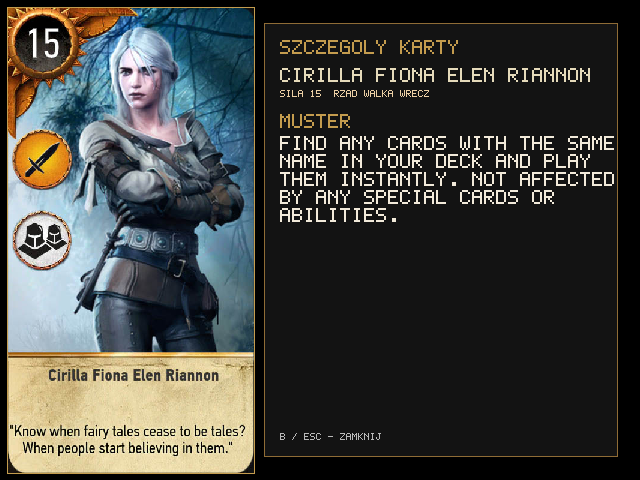 15
Cirilla Fiona Elen Riannon
"Know when fairy tales cease to be tales?
When people start believing in them."
SZCZEGOLY KARTY
CIRILLA FIONA ELEN RIANNON
SILA 15 RZAD WALKA WRECZ
MUSTER
FIND ANY CARDS WITH THE SAME
NAME IN YOUR DECK AND PLAY
THEM INSTANTLY. NOT AFFECTED
BY ANY SPECIAL CARDS OR
ABILITIES.
B / ESC - ZAMKNIJ